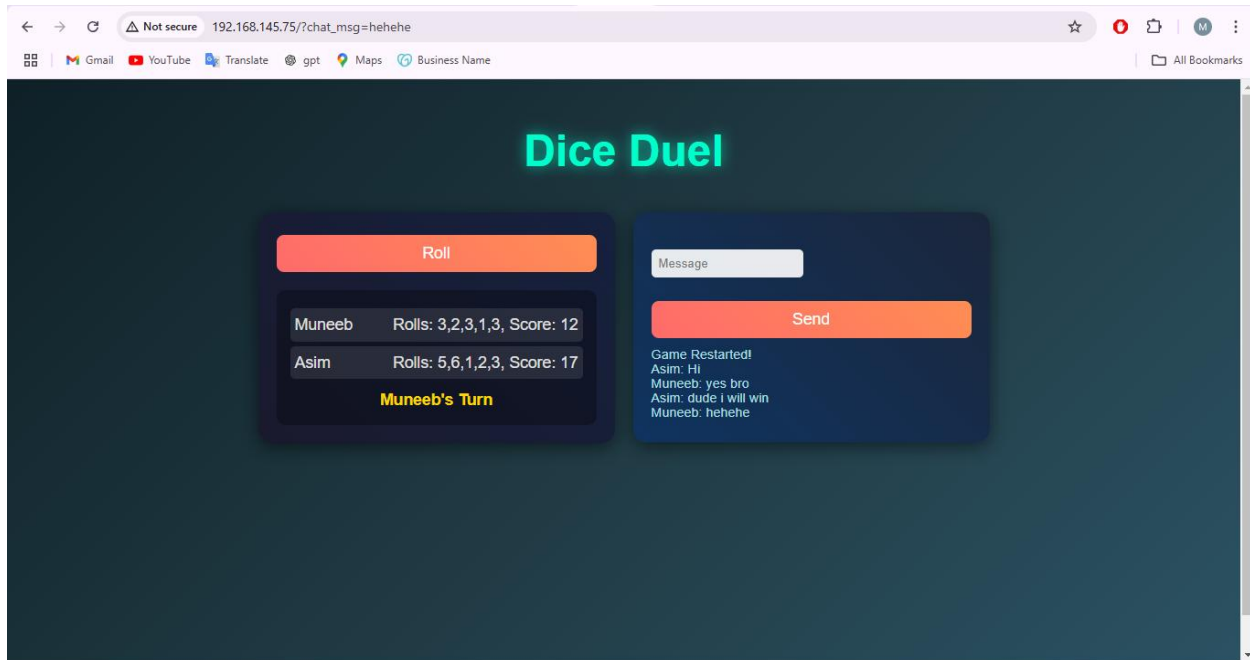 Not secure 192.168.145.75/?chat_msg=hehehe M
Gmail YouTube Translate gpt Maps Business Name All Bookmarks
Dice Duel
Roll
Muneeb Rolls: 3,2,3,1,3, Score: 12
Asim Rolls: 5,6,1,2,3, Score: 17
Muneeb's Turn
Message
Send
Game Restarted!
Asim: Hi
Muneeb: yes bro
Asim: dude i will win
Muneeb: hehehe